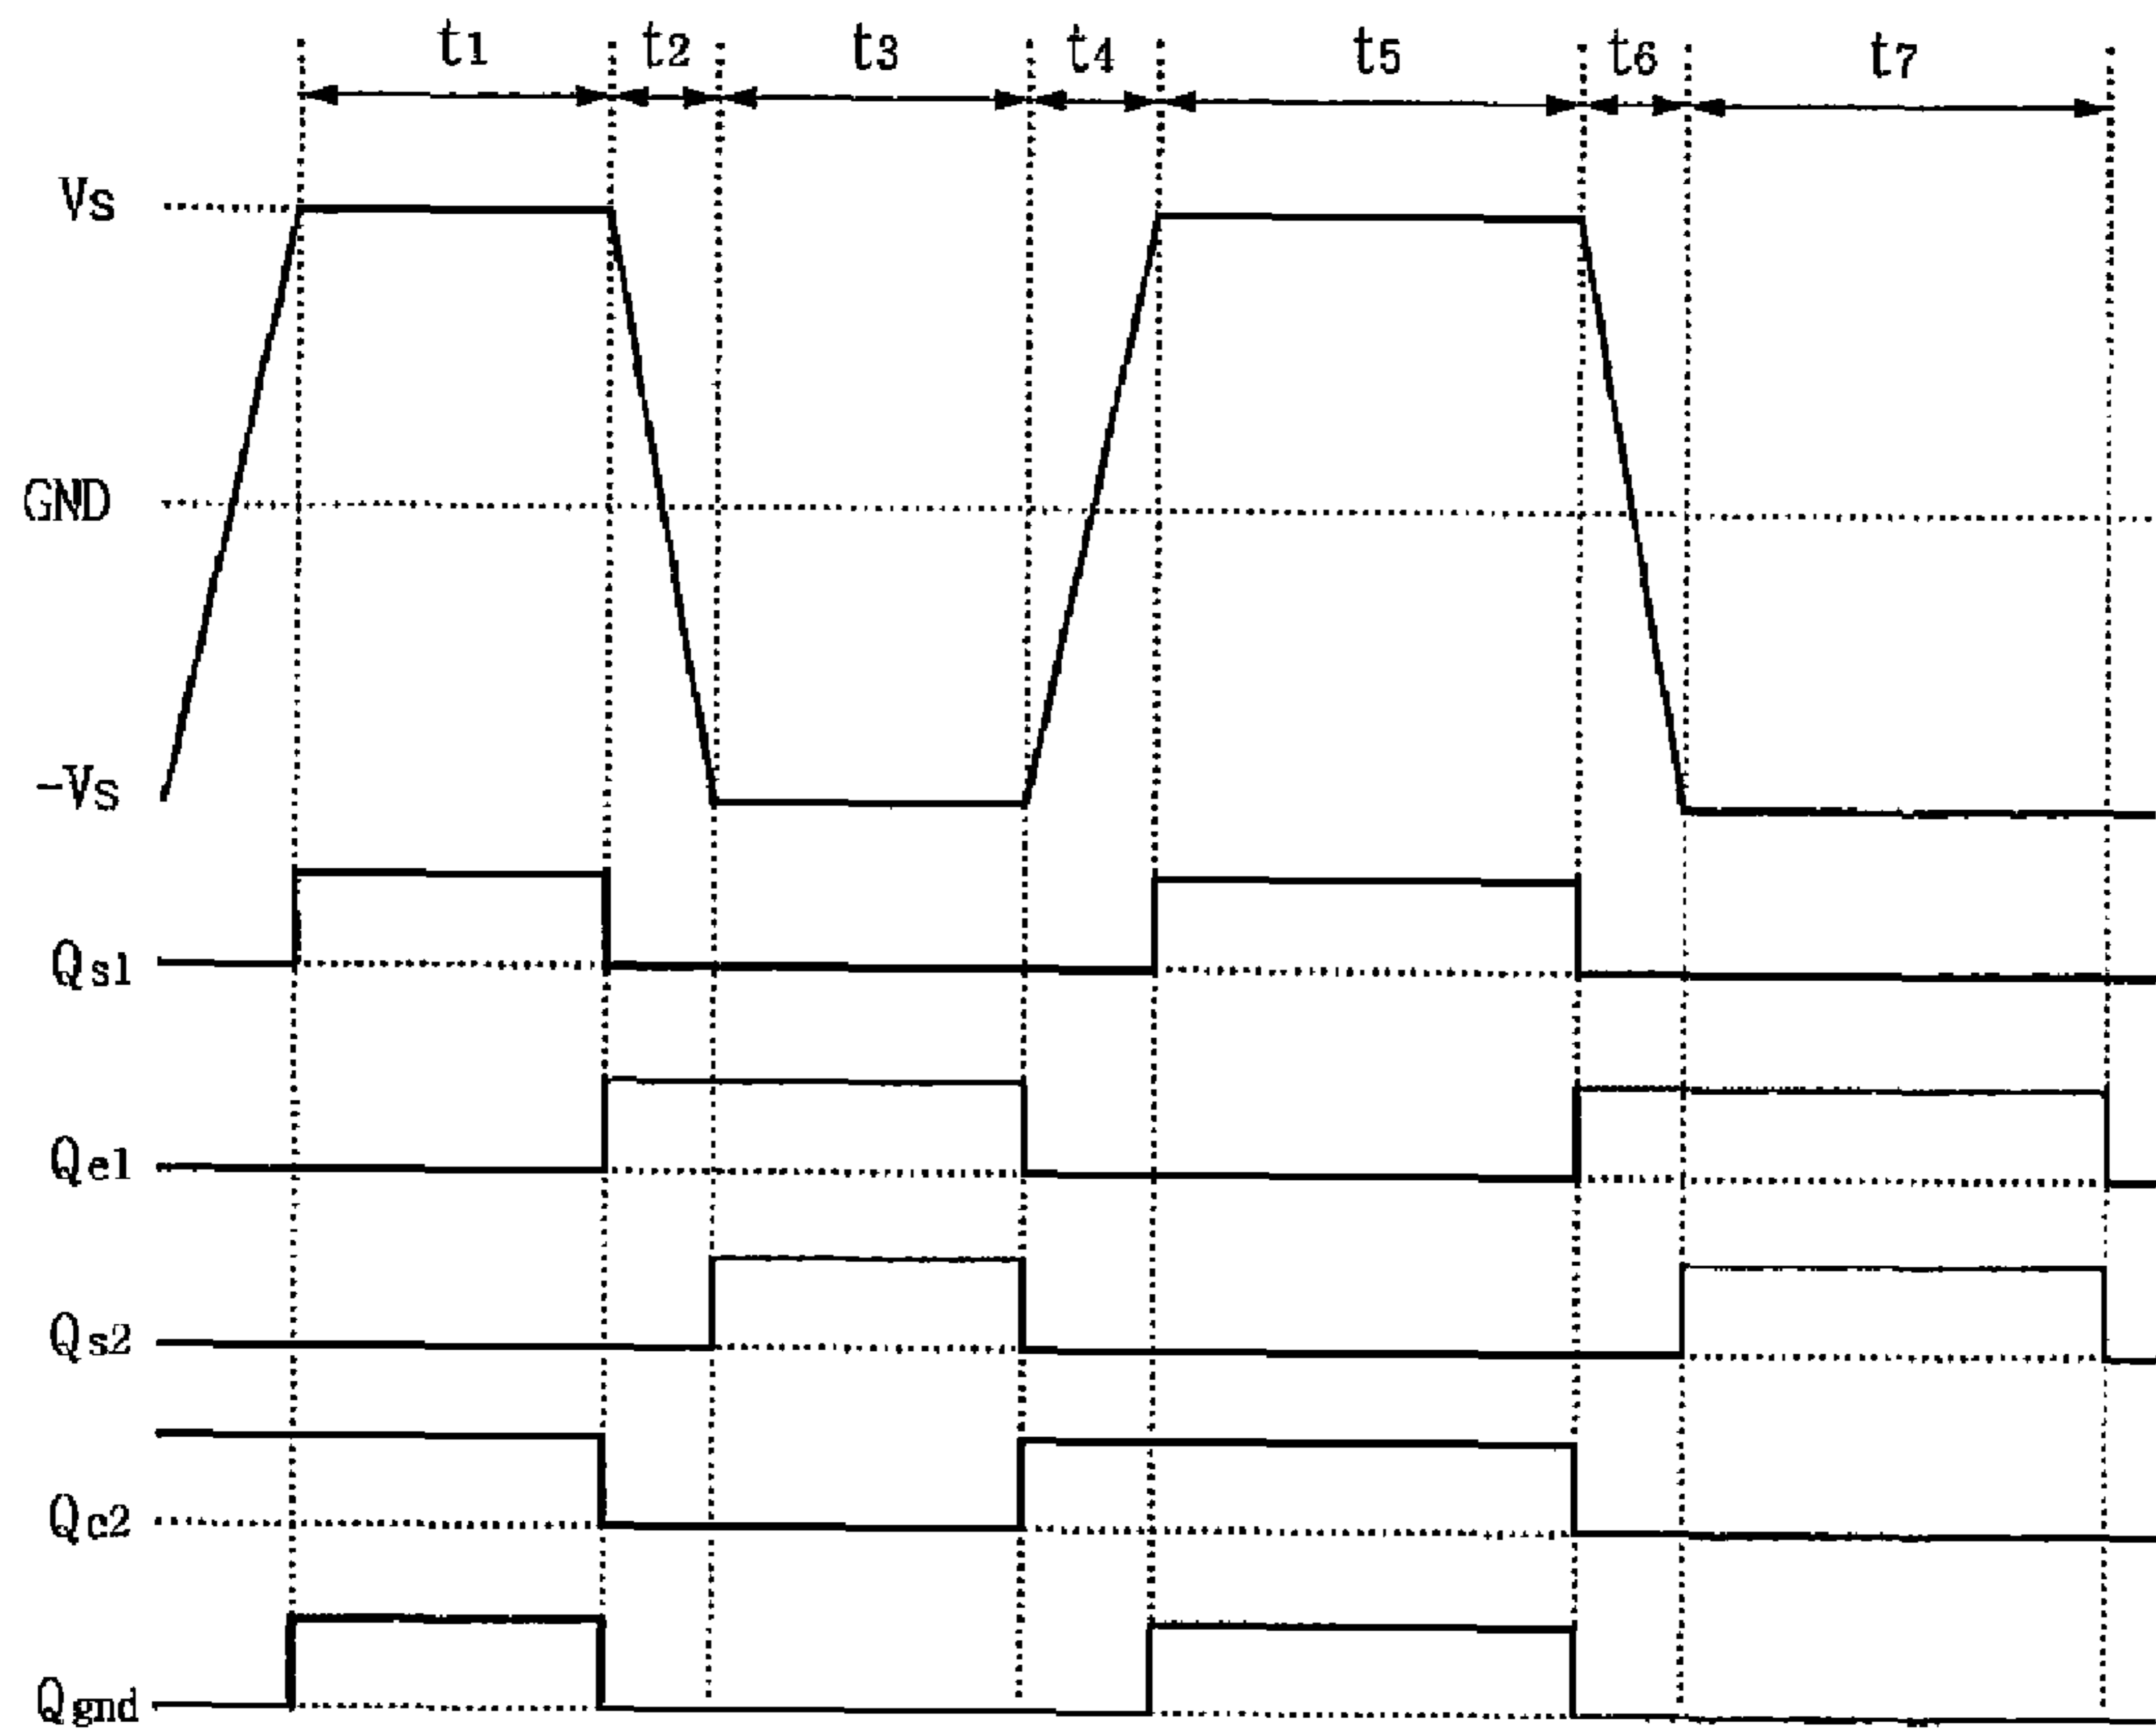 t1 t2 t3 t4 t5 t6 t7
Vs
GND
-Vs
Qs1
Qe1
Qs2
Qc2
Qgnd